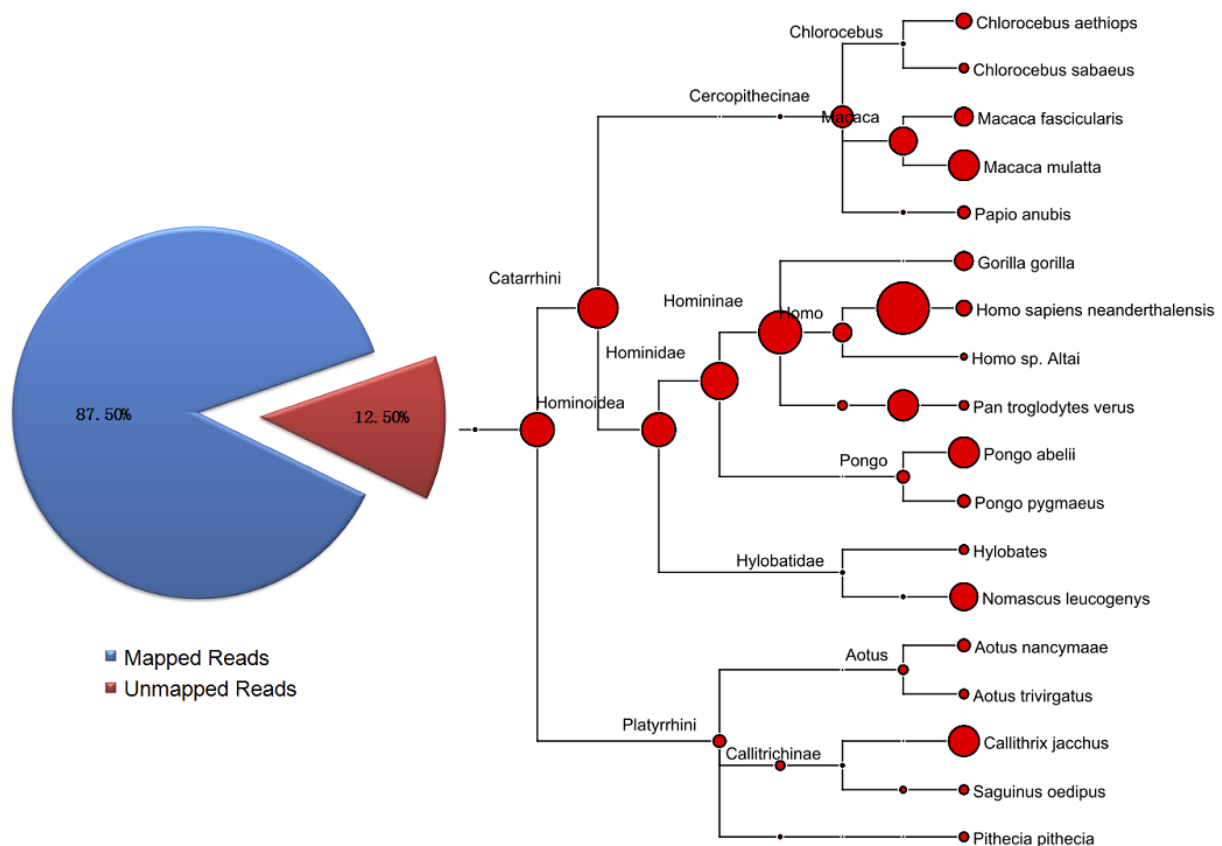 87.50%
12.50%
Mapped Reads
Unmapped Reads
Chlorocebus
Chlorocebus aethiops
Chlorocebus sabaeus
Cercopithecinae
Macaca
Macaca fascicularis
Macaca mulatta
Papio anubis
Catarrhini
Homininae
Gorilla gorilla
Homo
Homo sapiens neanderthalensis
Hominidae
Homo sp. Altai
Hominoidea
Pan troglodytes verus
Pongo
Pongo abelii
Pongo pygmaeus
Hylobatidae
Hylobates
Nomascus leucogenys
Aotus
Aotus nancymaae
Aotus trivirgatus
Platyrrhini
Callitrichinae
Callithrix jacchus
Saguinus oedipus
Pithecia pithecia